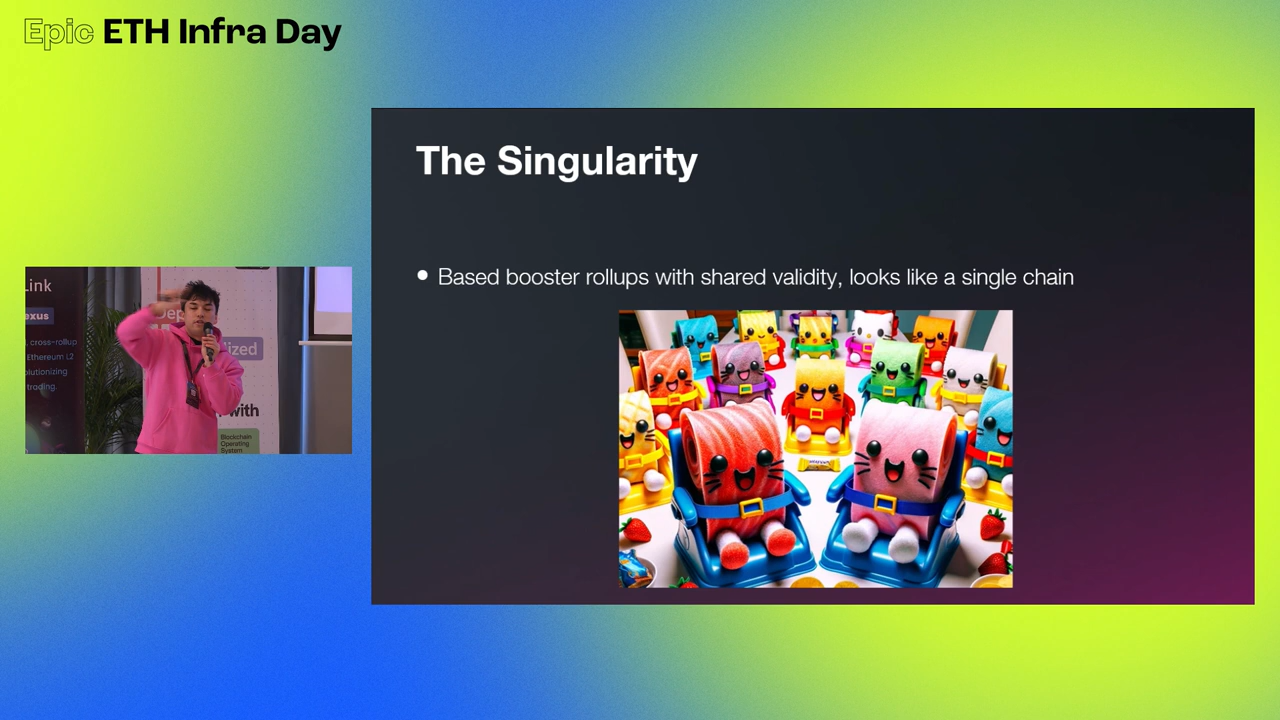 Epic ETH Infra Day
The Singularity
Based booster rollups with shared validity, looks like a single chain
Link
exus
, cross-rollup
Ethereum L2
olutionizing
trading.
Dep
lized
with
Blockchain
Operating
System